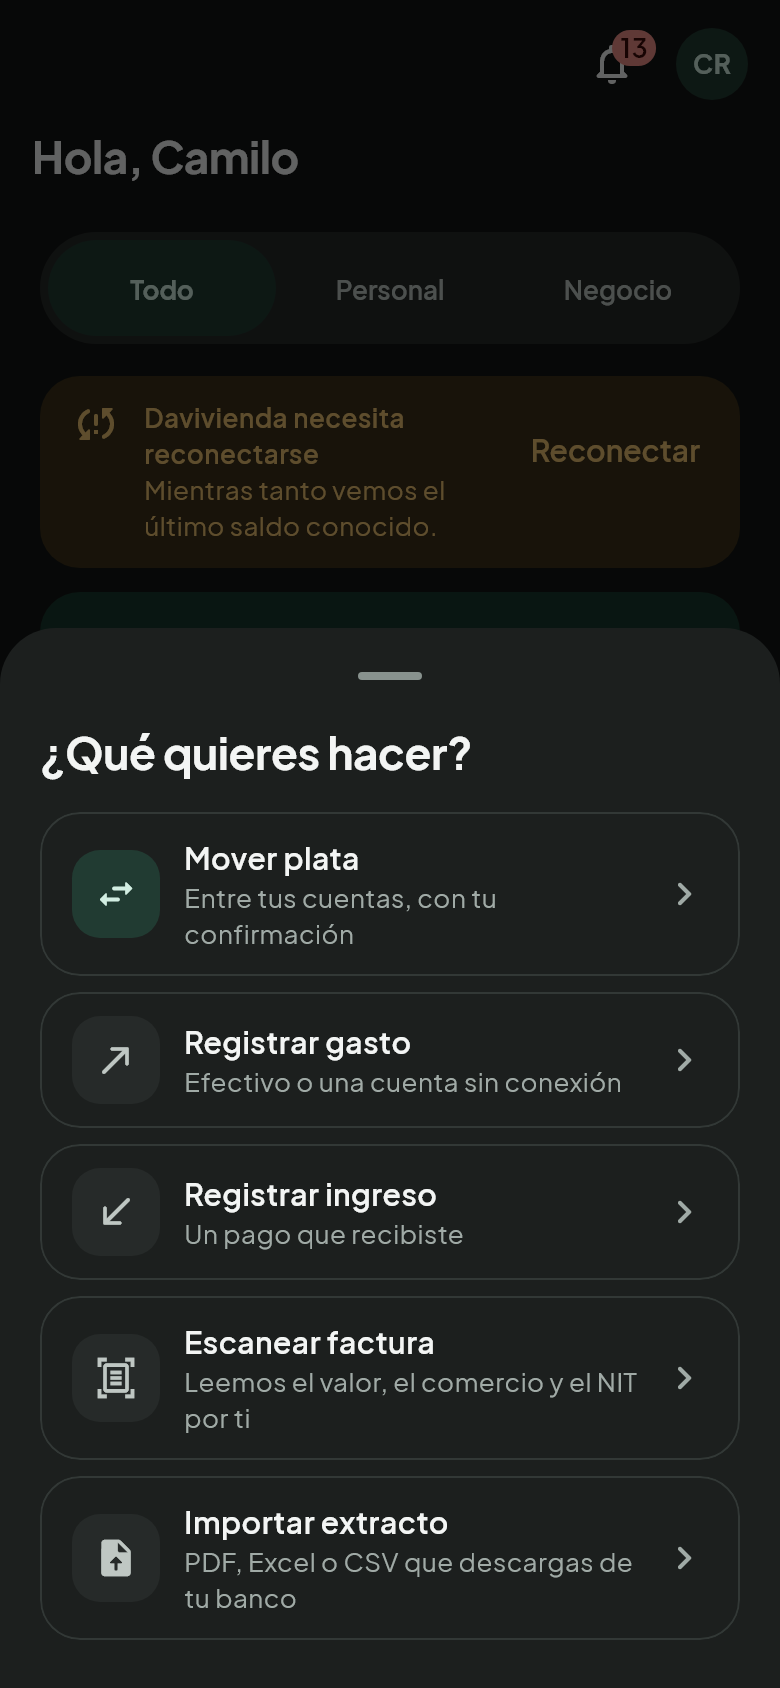 13
CR
Hola, Camilo
Todo
Personal
Negocio
Davivienda necesita
reconectarse
Mientras tanto vemos el
último saldo conocido.
Reconectar
¿Qué quieres hacer?
Mover plata
Entre tus cuentas, con tu
confirmación
Registrar gasto
Efectivo o una cuenta sin conexión
Registrar ingreso
Un pago que recibiste
Escanear factura
Leemos el valor, el comercio y el NIT
por ti
Importar extracto
PDF, Excel o CSV que descargas de
tu banco